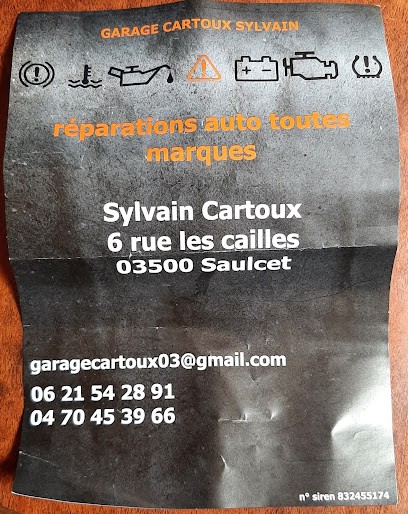 GARAGE CARTOUX SYLVAIN
réparations auto toutes
marques
Sylvain Cartoux
6 rue les cailles
03500 Saulcet
garagecartoux03@gmail.com
06 21 54 28 91
04 70 45 39 66
n° siren 832455174